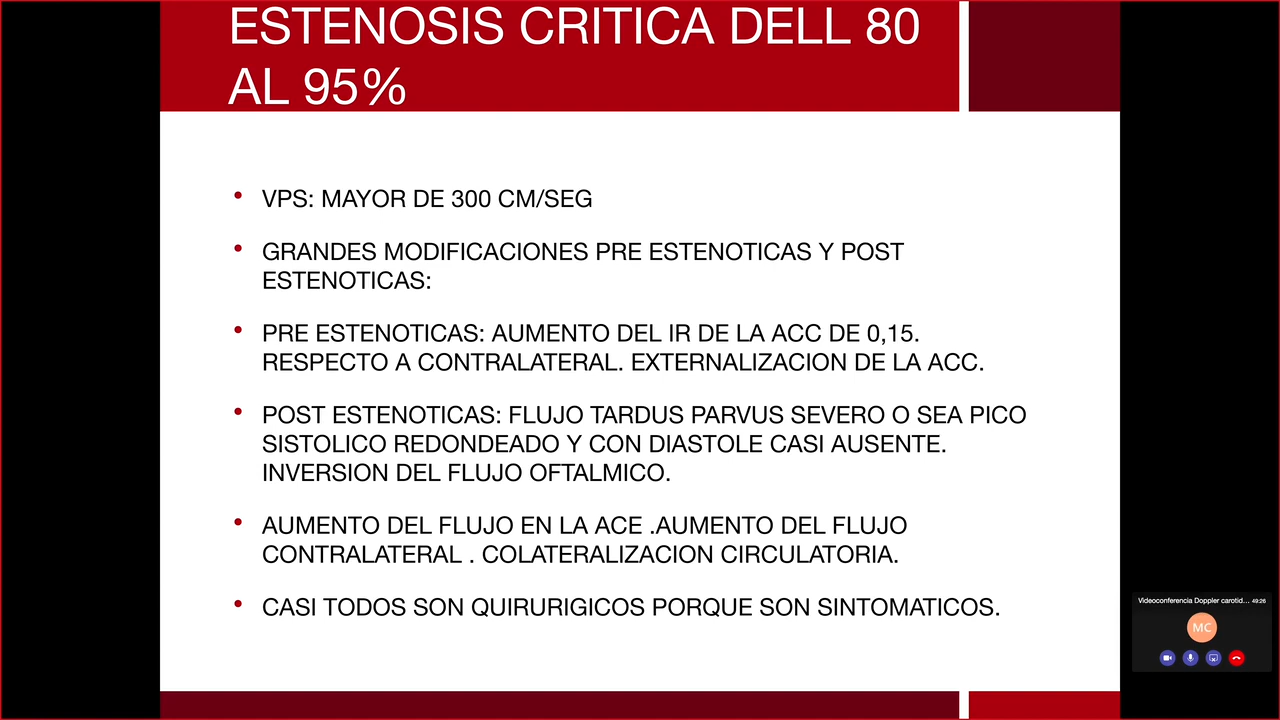 ESTENOSIS CRITICA DELL 80
AL 95%
• VPS: MAYOR DE 300 CM/SEG
• GRANDES MODIFICACIONES PRE ESTENOTICAS Y POST
ESTENOTICAS:
• PRE ESTENOTICAS: AUMENTO DEL IR DE LA ACC DE 0,15.
RESPECTO A CONTRALATERAL. EXTERNALIZACION DE LA ACC.
• POST ESTENOTICAS: FLUJO TARDUS PARVUS SEVERO O SEA PICO
SISTOLICO REDONDEADO Y CON DIASTOLE CASI AUSENTE.
INVERSION DEL FLUJO OFTALMICO.
• AUMENTO DEL FLUJO EN LA ACE .AUMENTO DEL FLUJO
CONTRALATERAL . COLATERALIZACION CIRCULATORIA.
• CASI TODOS SON QUIRURIGICOS PORQUE SON SINTOMATICOS.
Videoconferencia Doppler carotid... 49:26
MC